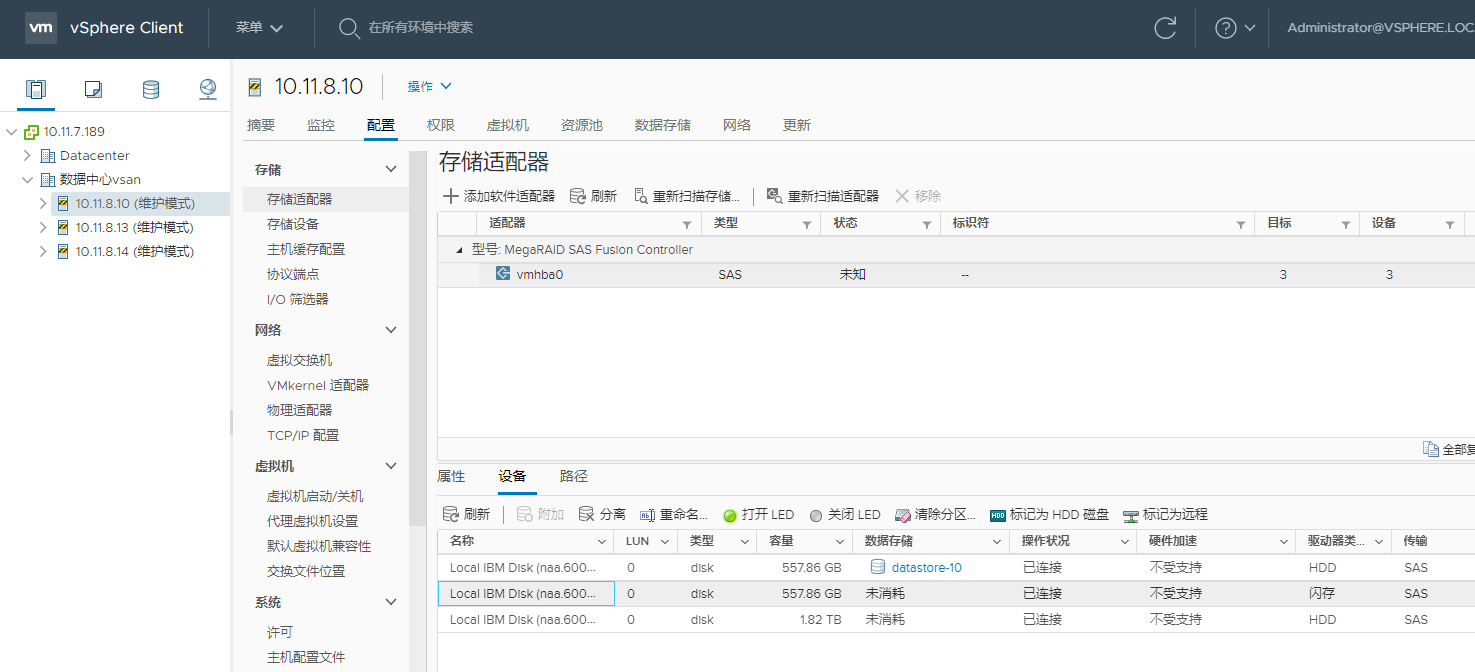 vm vSphere Client 菜单 在所有环境中搜索 Administrator@VSPHERE.LOC
10.11.7.189
Datacenter
数据中心vsan
10.11.8.10 (维护模式)
10.11.8.13 (维护模式)
10.11.8.14 (维护模式)
10.11.8.10 操作
摘要 监控 配置 权限 虚拟机 资源池 数据存储 网络 更新
存储
存储适配器
存储设备
主机缓存配置
协议端点
I/O 筛选器
网络
虚拟交换机
VMkernel 适配器
物理适配器
TCP/IP 配置
虚拟机
虚拟机启动/关机
代理虚拟机设置
默认虚拟机兼容性
交换文件位置
系统
许可
主机配置文件
存储适配器
添加软件适配器 刷新 重新扫描存储... 重新扫描适配器 移除
适配器 类型 状态 标识符 目标 设备
型号: MegaRAID SAS Fusion Controller
vmhba0 SAS 未知 -- 3 3
全部复
属性 设备 路径
刷新 附加 分离 重命名... 打开 LED 关闭 LED 清除分区... HDD 标记为 HDD 磁盘 标记为远程
名称 LUN 类型 容量 数据存储 操作状况 硬件加速 驱动器类... 传输
Local IBM Disk (naa.600... 0 disk 557.86 GB datastore-10 已连接 不受支持 HDD SAS
Local IBM Disk (naa.600... 0 disk 557.86 GB 未消耗 已连接 不受支持 闪存 SAS
Local IBM Disk (naa.600... 0 disk 1.82 TB 未消耗 已连接 不受支持 HDD SAS